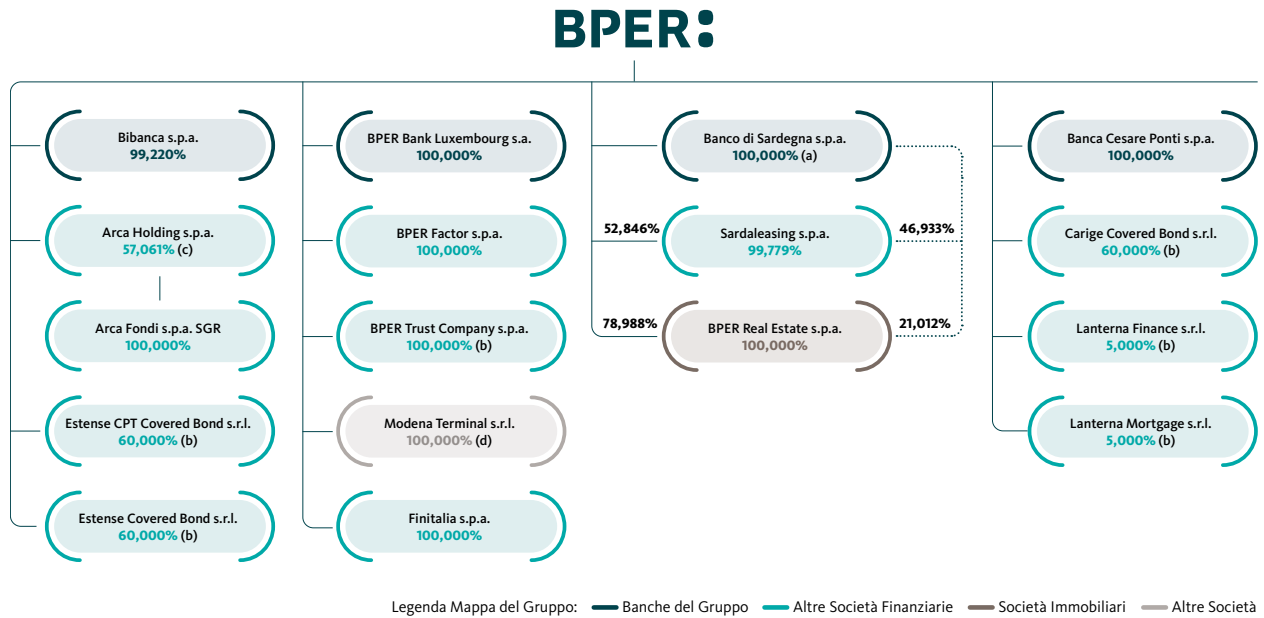 BPER:
Bibanca s.p.a.
99,220%
Arca Holding s.p.a.
57,061% (c)
Arca Fondi s.p.a. SGR
100,000%
Estense CPT Covered Bond s.r.l.
60,000% (b)
Estense Covered Bond s.r.l.
60,000% (b)
BPER Bank Luxembourg s.a.
100,000%
BPER Factor s.p.a.
100,000%
BPER Trust Company s.p.a.
100,000% (b)
Modena Terminal s.r.l.
100,000% (d)
Finitalia s.p.a.
100,000%
Banco di Sardegna s.p.a.
100,000% (a)
52,846%
Sardaleasing s.p.a.
99,779%
46,933%
78,988%
BPER Real Estate s.p.a.
100,000%
21,012%
Banca Cesare Ponti s.p.a.
100,000%
Carige Covered Bond s.r.l.
60,000% (b)
Lanterna Finance s.r.l.
5,000% (b)
Lanterna Mortgage s.r.l.
5,000% (b)
Legenda Mappa del Gruppo: Banche del Gruppo Altre Società Finanziarie Società Immobiliari Altre Società